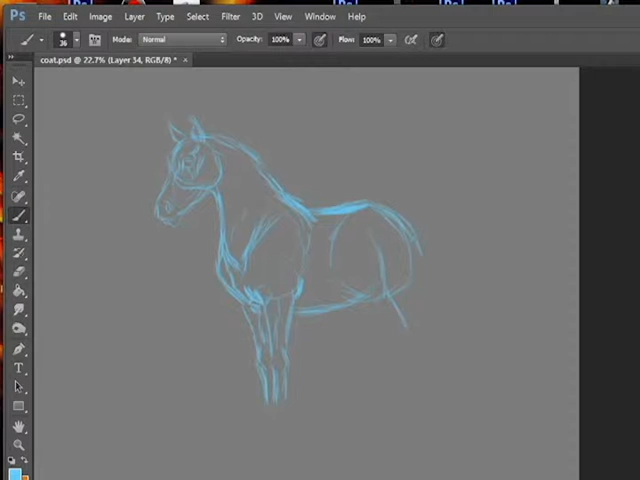 Ps File Edit Image Layer Type Select Filter 3D View Window Help
36 Mode: Normal Opacity: 100% Flow: 100%
coat.psd @ 22.7% (Layer 34, RGB/8) * ×
T